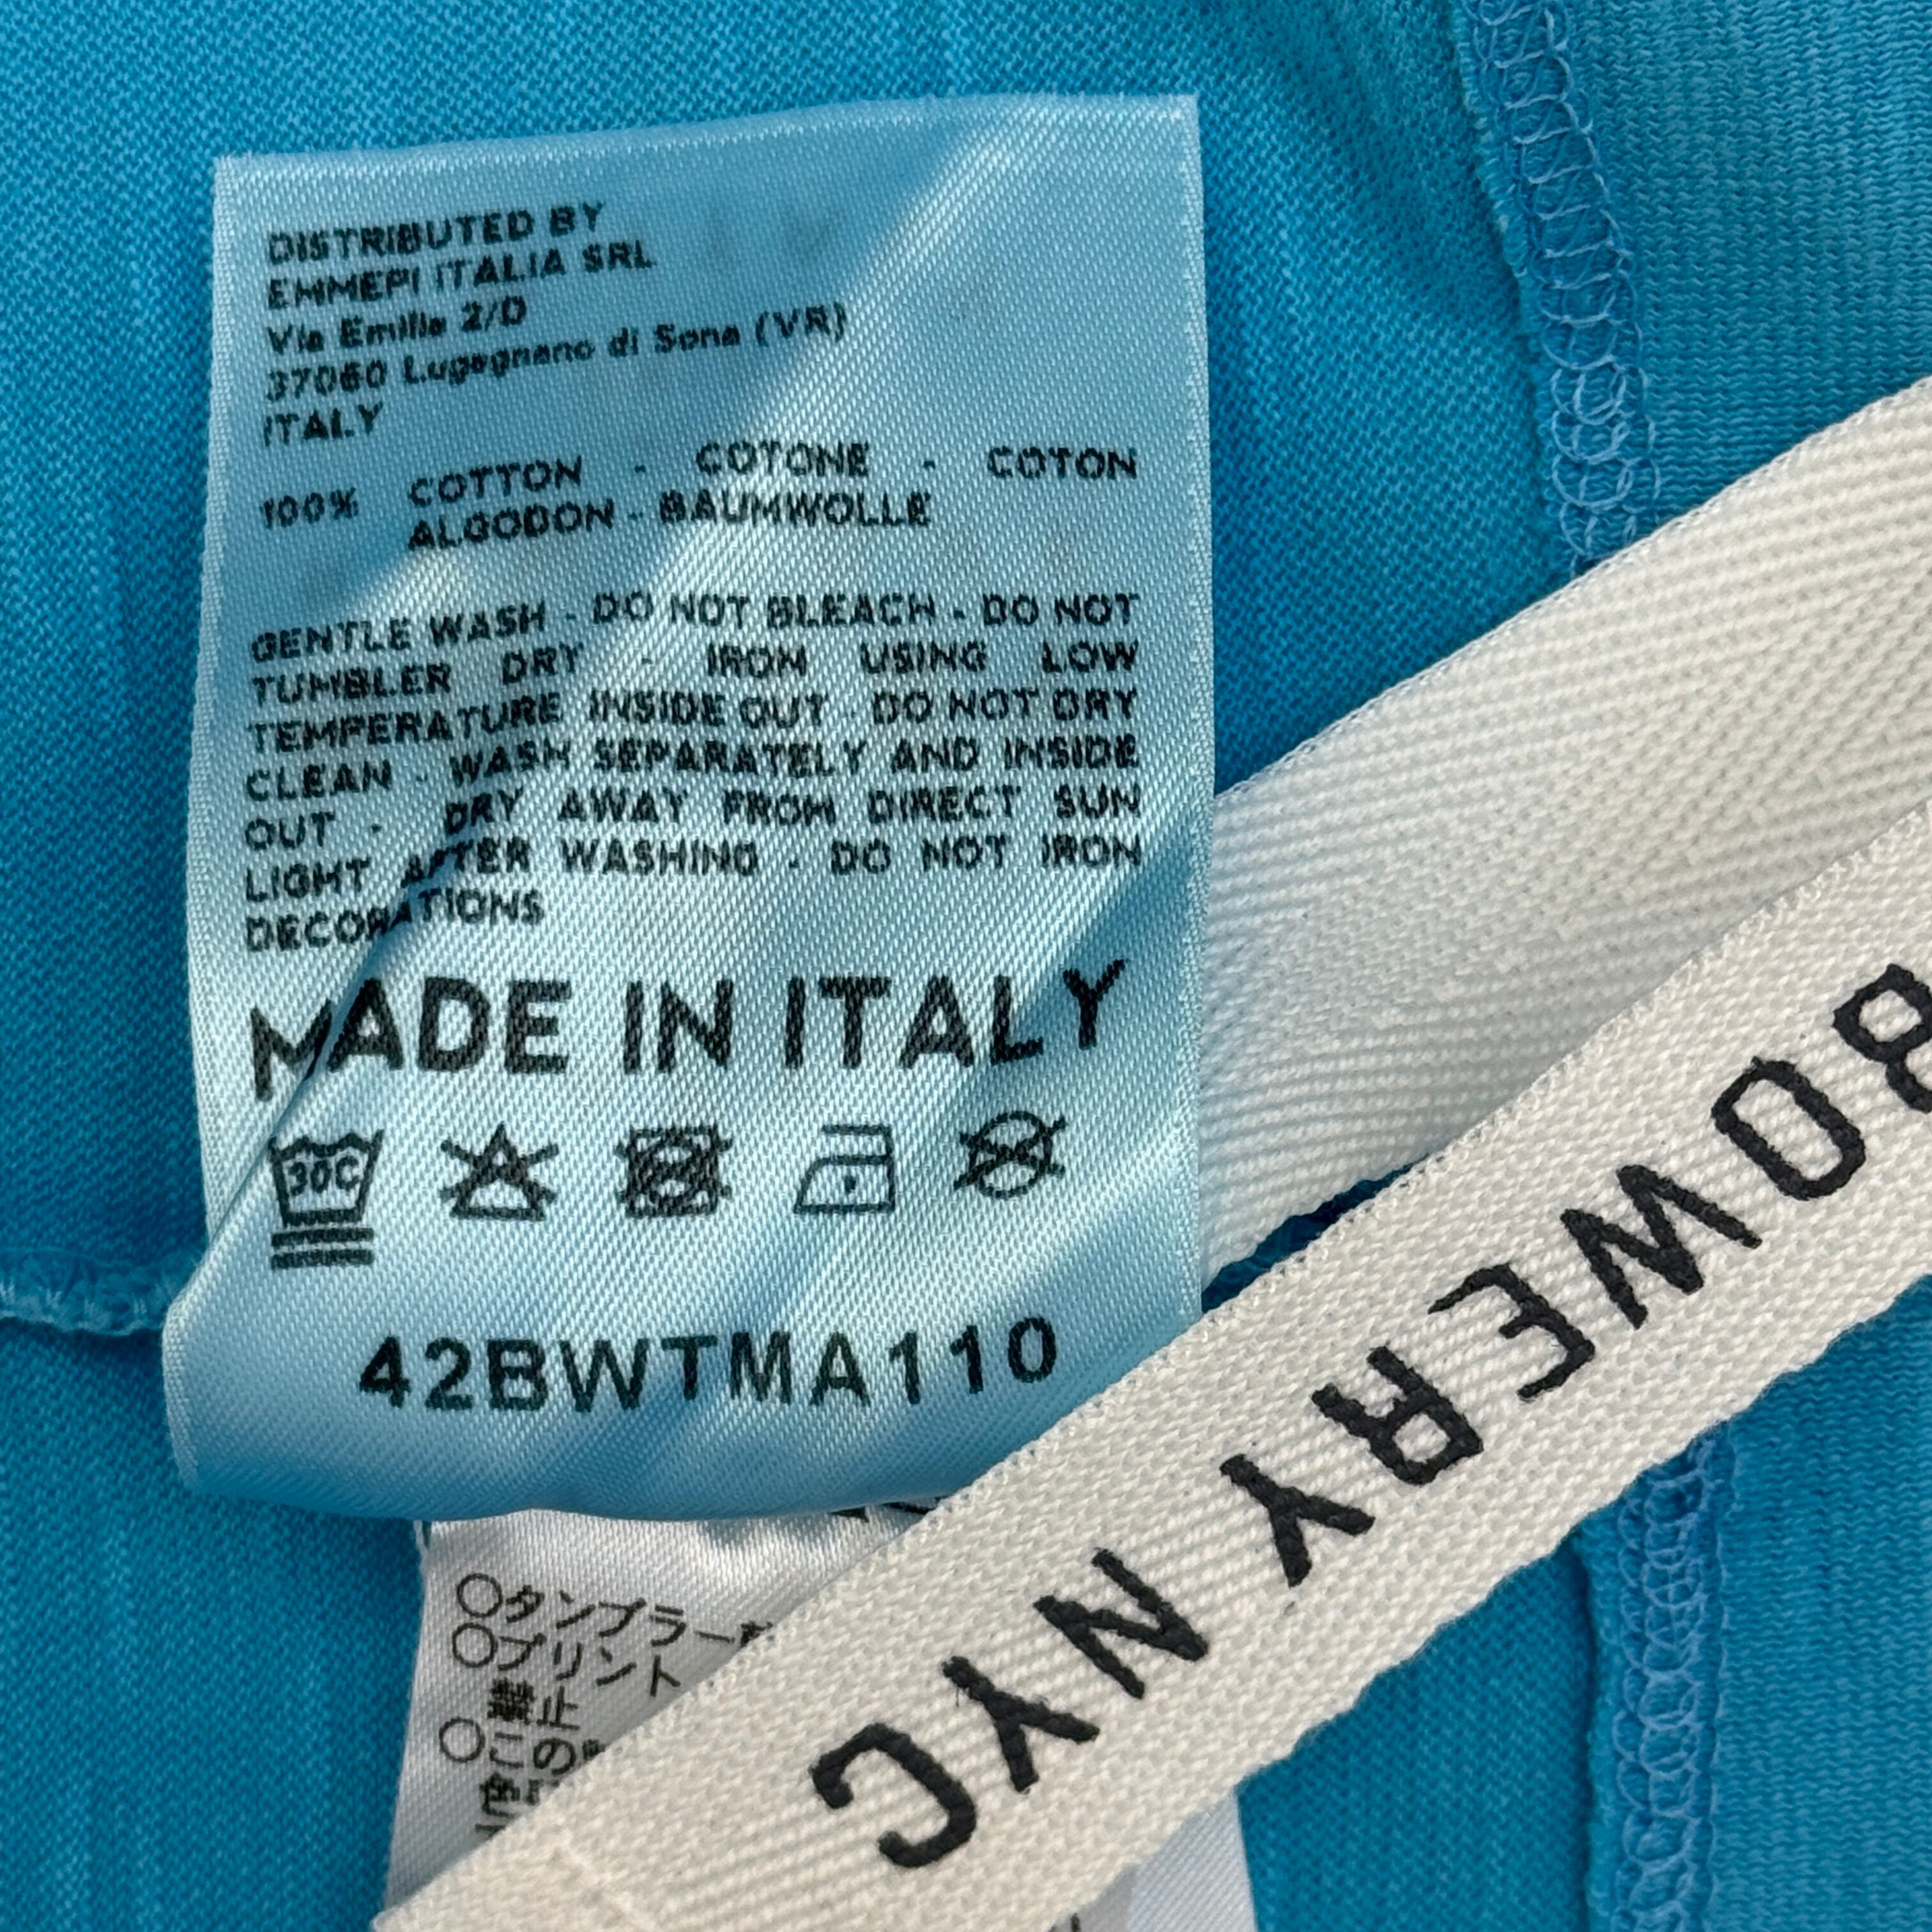 DISTRIBUTED BY
EMMEPI ITALIA SRL
Via Emilia 2/D
37060 Lugagnano di Sona (VR)
ITALY
100% COTTON - COTONE - COTON
ALGODON - BAUMWOLLE
GENTLE WASH - DO NOT BLEACH - DO NOT
TUMBLER DRY - IRON USING LOW
TEMPERATURE INSIDE OUT - DO NOT DRY
CLEAN - WASH SEPARATELY AND INSIDE
OUT - DRY AWAY FROM DIRECT SUN
LIGHT AFTER WASHING - DO NOT IRON
DECORATIONS
MADE IN ITALY
30C
42BWTMA110
BOWERY NYC
○タンブラー
○プリント
禁止
○この
色